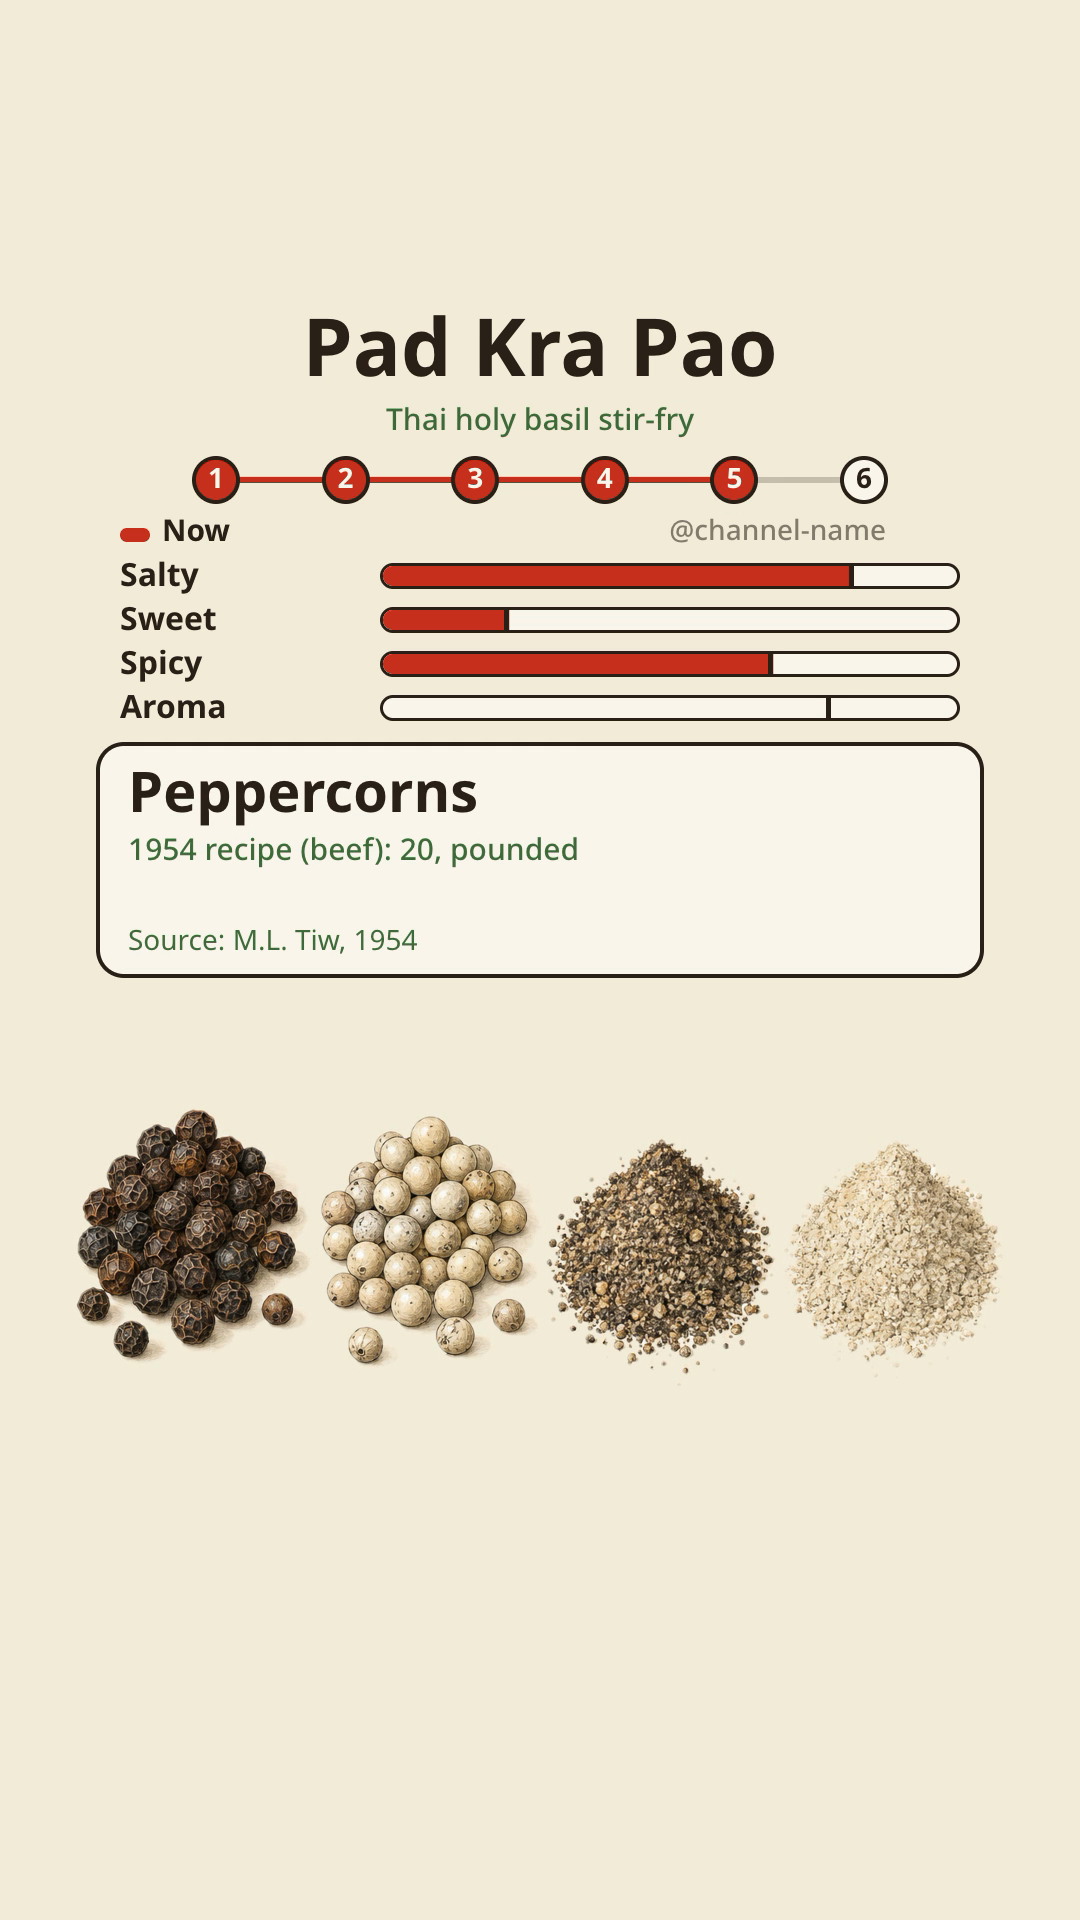 Pad Kra Pao
Thai holy basil stir-fry
1 2 3 4 5 6
Now @channel-name
Salty
Sweet
Spicy
Aroma
Peppercorns
1954 recipe (beef): 20, pounded
Source: M.L. Tiw, 1954